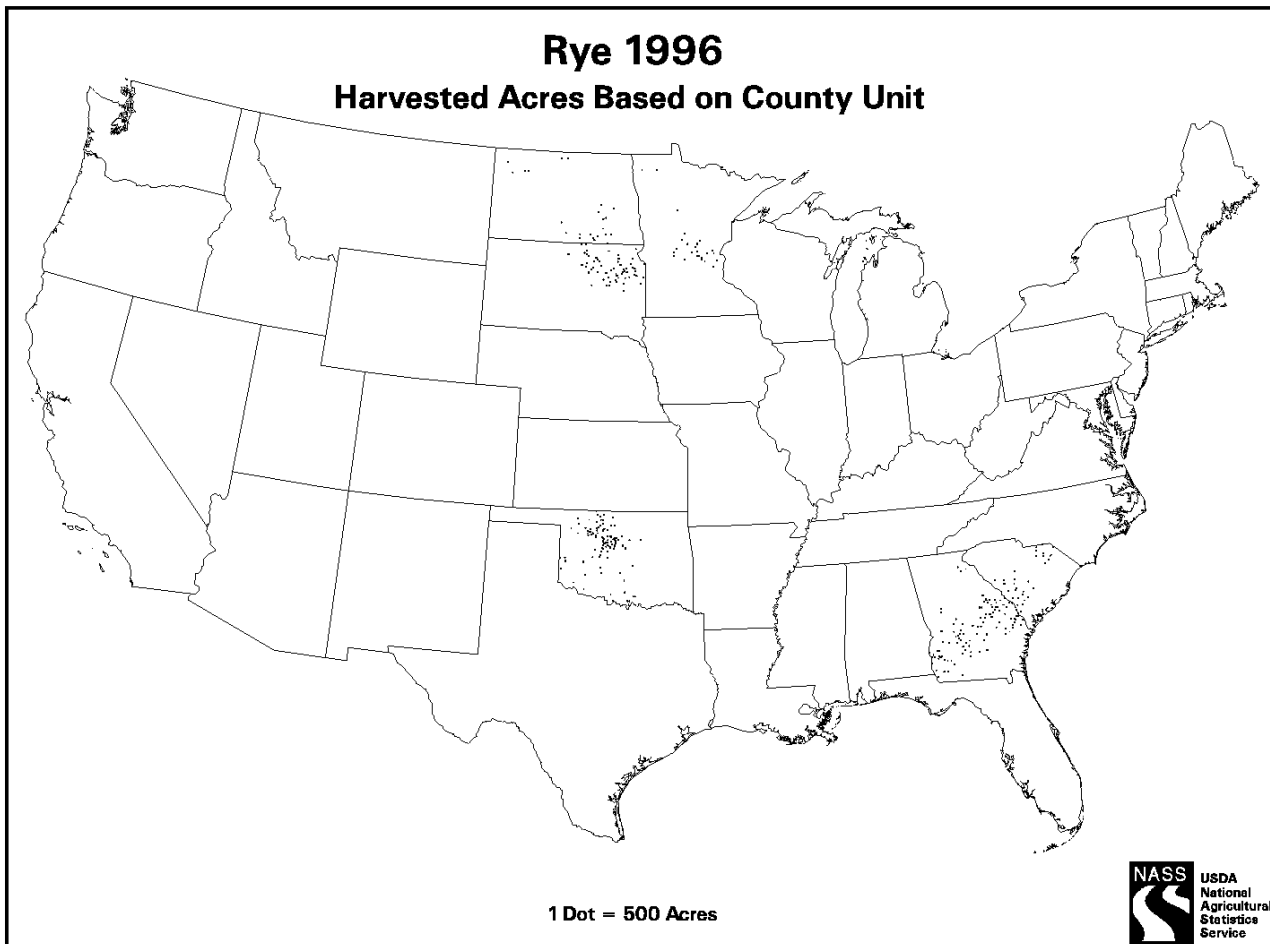 Rye 1996
Harvested Acres Based on County Unit
1 Dot = 500 Acres
NASS
USDA
National
Agricultural
Statistics
Service